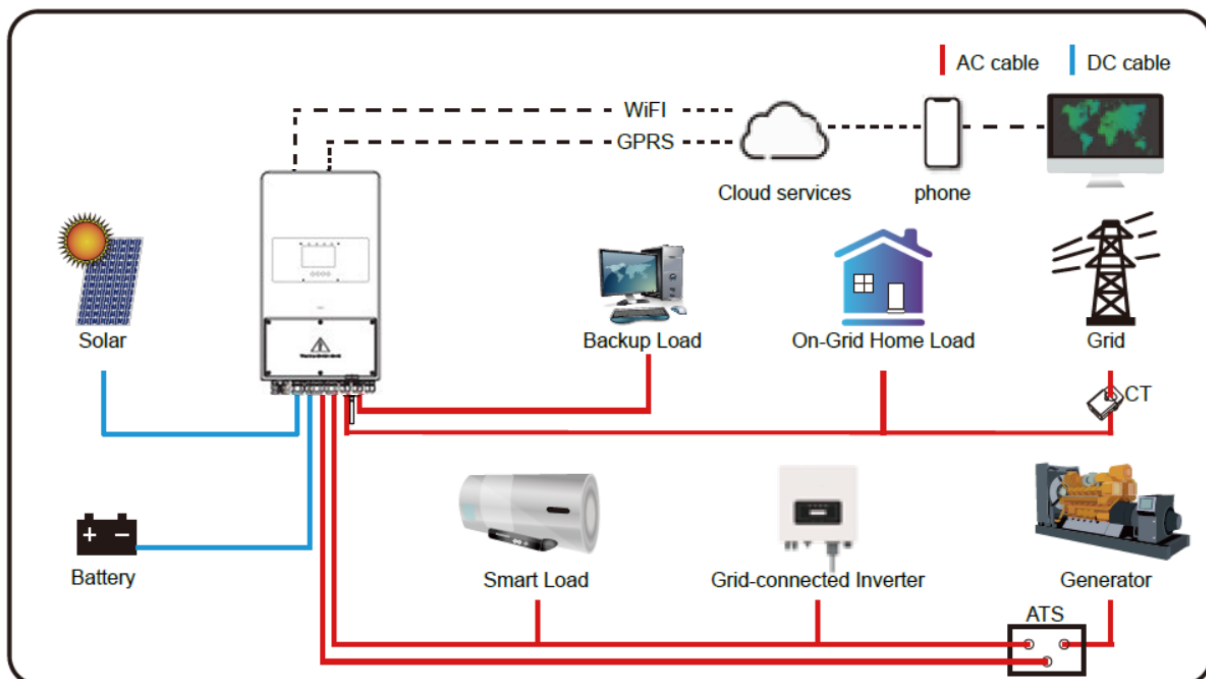 AC cable
DC cable
WiFI
GPRS
Cloud services
phone
Solar
Backup Load
On-Grid Home Load
Grid
CT
Battery
Smart Load
Grid-connected Inverter
Generator
ATS